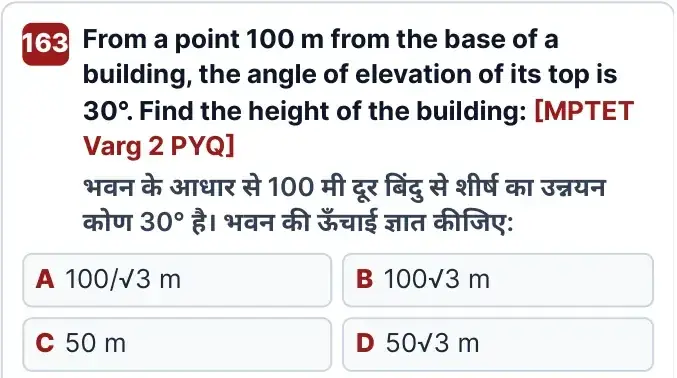 163 From a point 100 m from the base of a
building, the angle of elevation of its top is
30°. Find the height of the building: [MPTET
Varg 2 PYQ]
भवन के आधार से 100 मी दूर बिंदु से शीर्ष का उन्नयन
कोण 30° है। भवन की ऊँचाई ज्ञात कीजिए:
A 100/√3 m
B 100√3 m
C 50 m
D 50√3 m